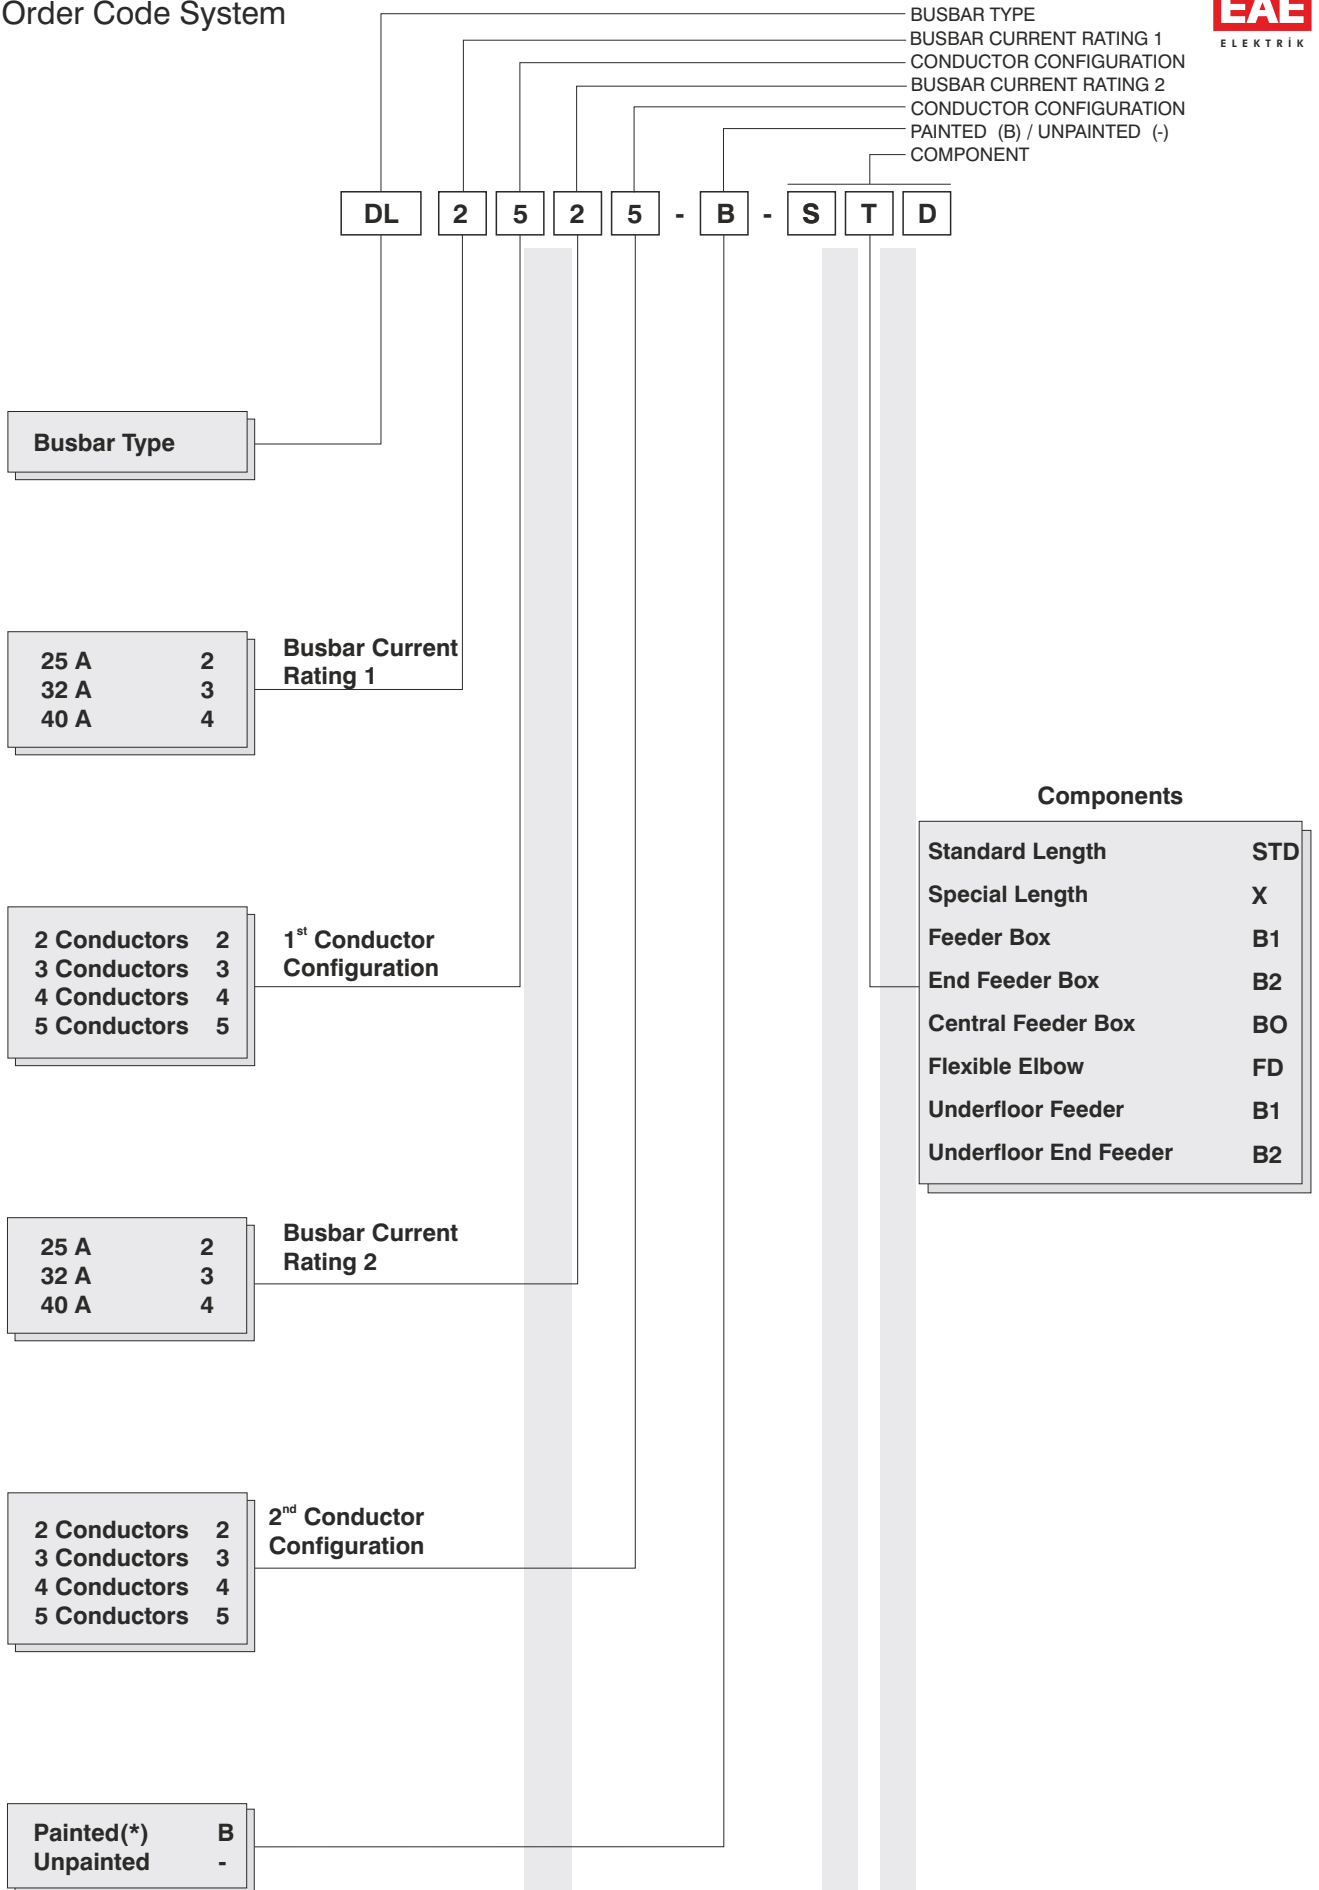 Order Code System
EAE
ELEKTRİK
BUSBAR TYPE
BUSBAR CURRENT RATING 1
CONDUCTOR CONFIGURATION
BUSBAR CURRENT RATING 2
CONDUCTOR CONFIGURATION
PAINTED (B) / UNPAINTED (-)
COMPONENT
DL 2 5 2 5 - B - S T D
Busbar Type
25 A 2
32 A 3
40 A 4
Busbar Current
Rating 1
2 Conductors 2
3 Conductors 3
4 Conductors 4
5 Conductors 5
1st Conductor
Configuration
Components
Standard Length STD
Special Length X
Feeder Box B1
End Feeder Box B2
Central Feeder Box BO
Flexible Elbow FD
Underfloor Feeder B1
Underfloor End Feeder B2
25 A 2
32 A 3
40 A 4
Busbar Current
Rating 2
2 Conductors 2
3 Conductors 3
4 Conductors 4
5 Conductors 5
2nd Conductor
Configuration
Painted(*) B
Unpainted -